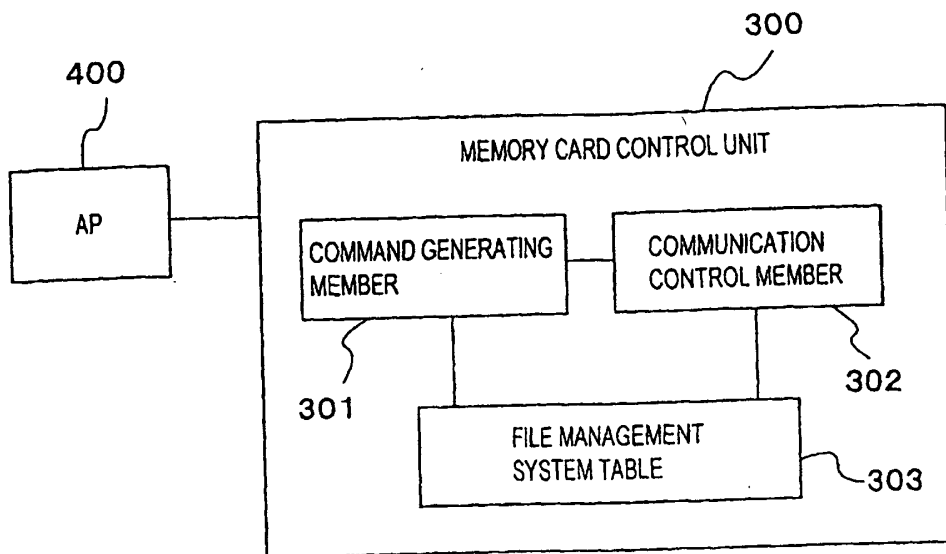 300
400
MEMORY CARD CONTROL UNIT
AP
COMMAND GENERATING
MEMBER
COMMUNICATION
CONTROL MEMBER
301
302
FILE MANAGEMENT
SYSTEM TABLE
303